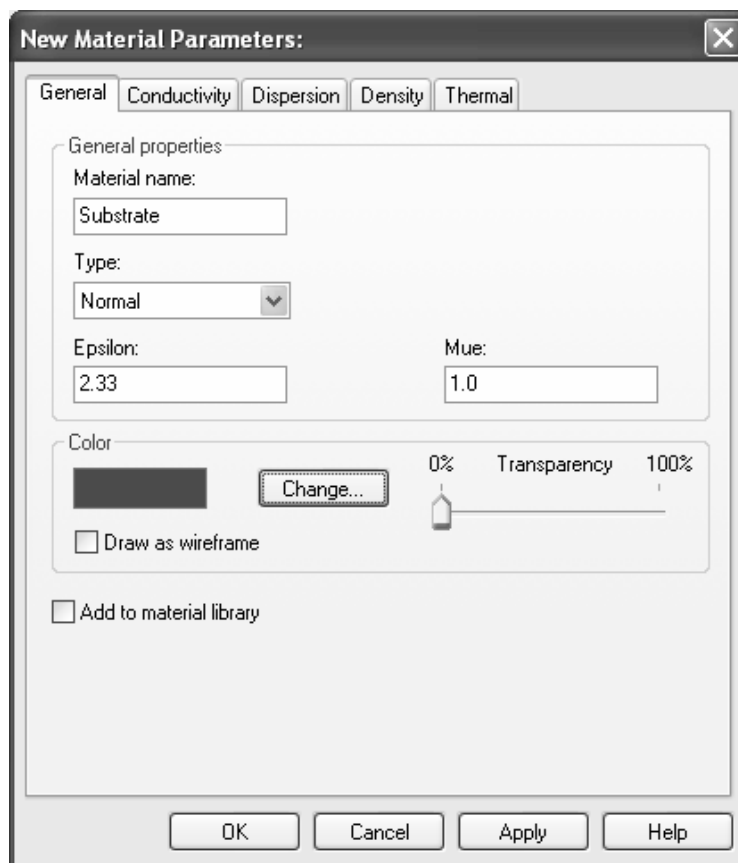 New Material Parameters:
General Conductivity Dispersion Density Thermal
General properties
Material name:
Substrate
Type:
Normal
Epsilon: Mue:
2.33 1.0
Color
0% Transparency 100%
Change...
Draw as wireframe
Add to material library
OK Cancel Apply Help